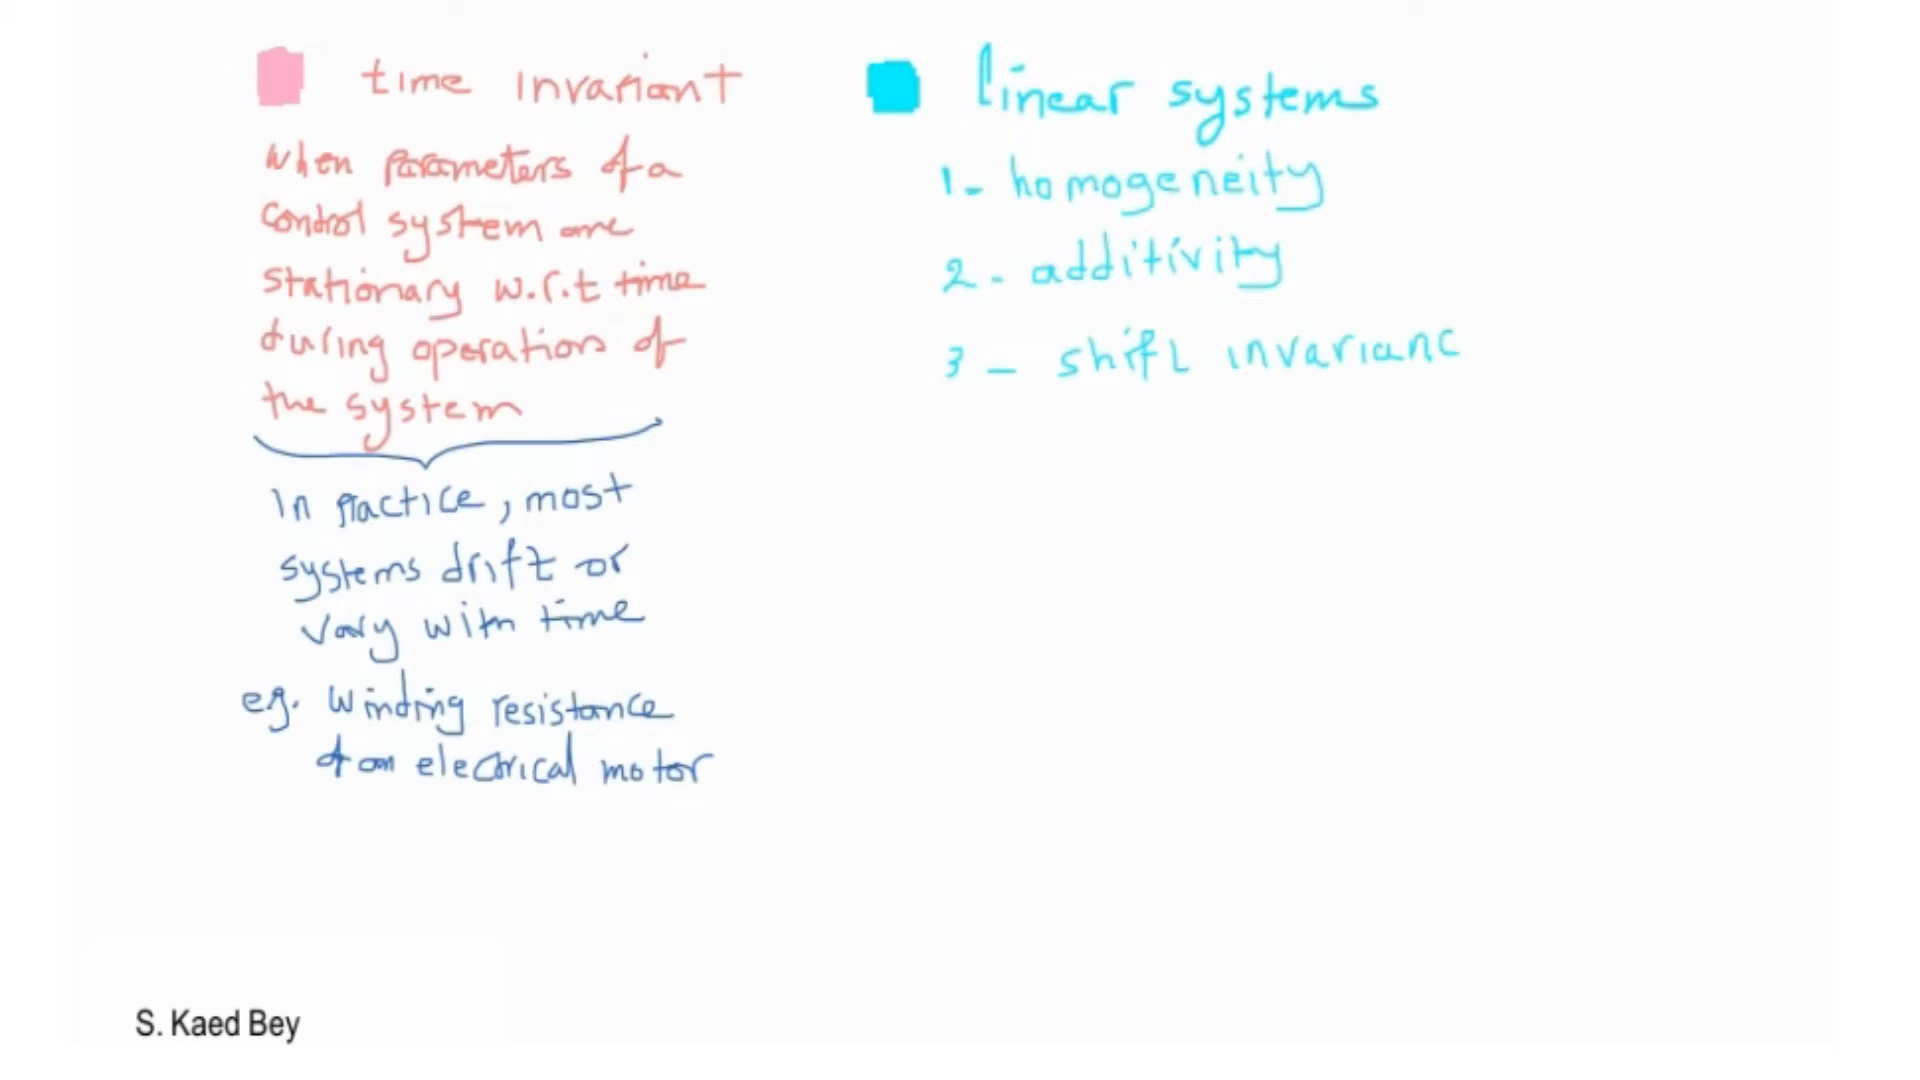 time invariant
when parameters of a
control system are
stationary w.r.t time
during operation of
the system
In practice, most
systems drift or
vary with time
eg. winding resistance
of an electrical motor
linear systems
1- homogeneity
2- additivity
3- shift invarianc
S. Kaed Bey